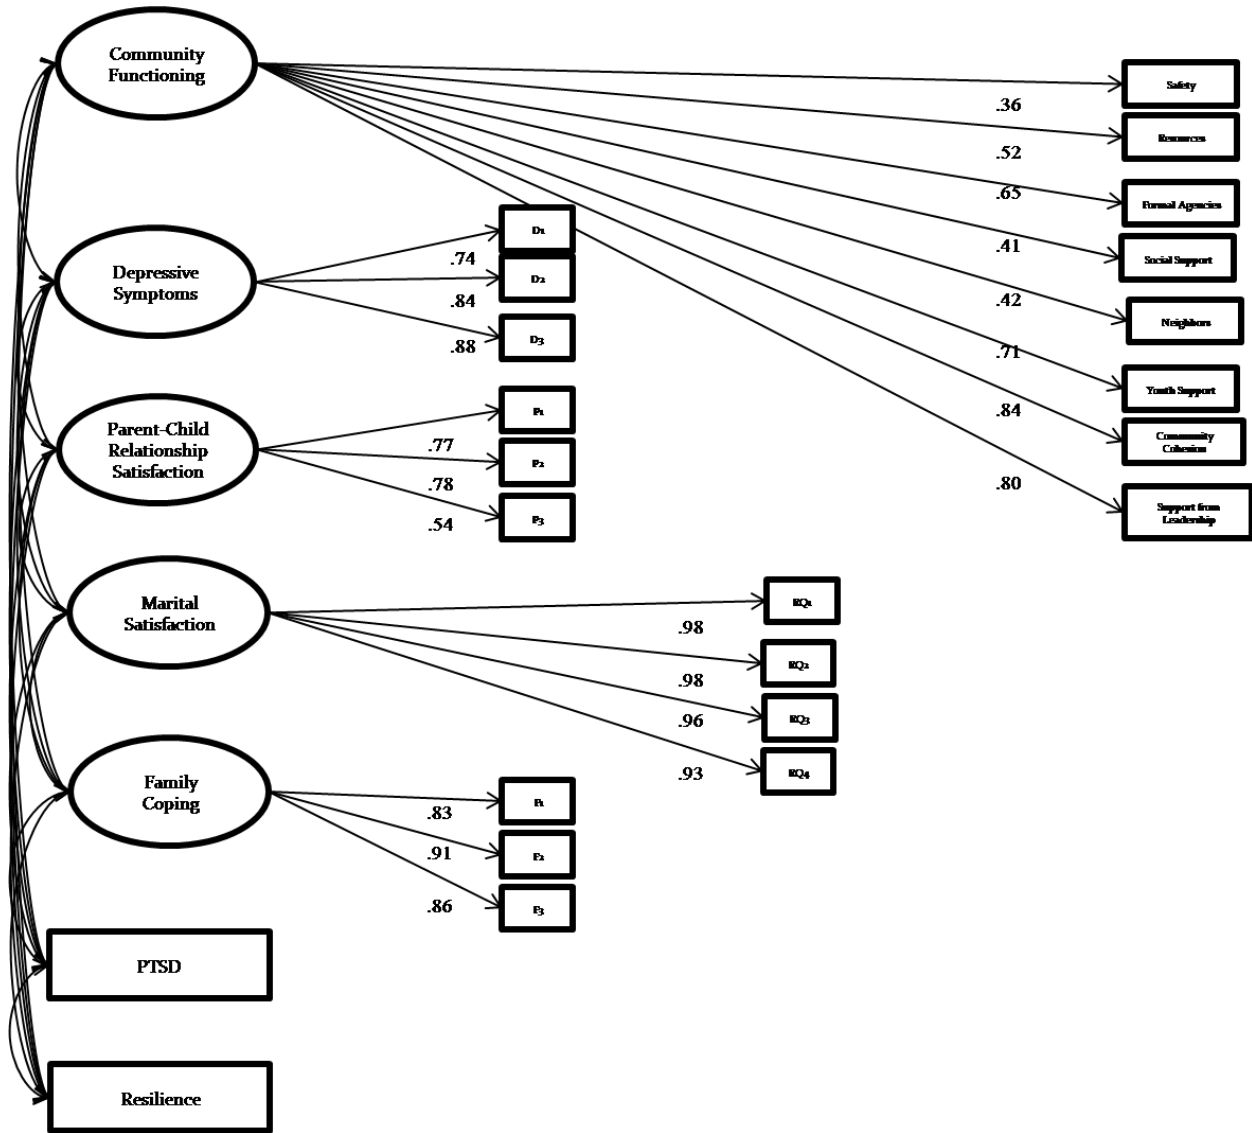 Community
Functioning
Safety
.36
Resources
.52
.65
Formal Agencies
.41
Social Support
.42
Neighbors
.71
Youth Support
.84
Community
Cohesion
.80
Support from
Leadership
Depressive
Symptoms
D1
.74
D2
.84
D3
.88
Parent-Child
Relationship
Satisfaction
P1
.77
P2
.78
P3
.54
Marital
Satisfaction
RQ1
.98
RQ2
.98
RQ3
.96
RQ4
.93
Family
Coping
F1
.83
F2
.91
F3
.86
PTSD
Resilience